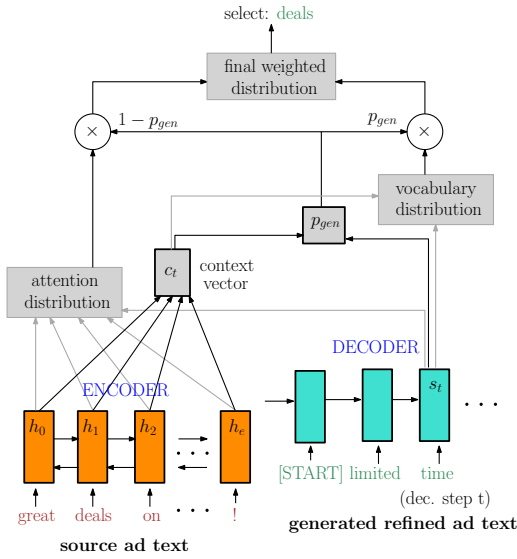 select: deals
final weighted
distribution
×
1 − p_gen
p_gen
×
vocabulary
distribution
p_gen
c_t
context
vector
attention
distribution
DECODER
ENCODER
s_t
h_0 h_1 h_2 h_e
. . .
. . .
[START] limited time
(dec. step t)
great deals on . . . !
generated refined ad text
source ad text